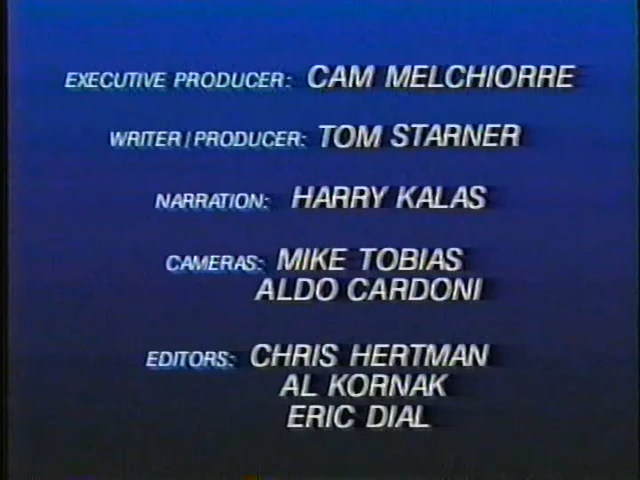 EXECUTIVE PRODUCER: CAM MELCHIORRE
WRITER/PRODUCER: TOM STARNER
NARRATION: HARRY KALAS
CAMERAS: MIKE TOBIAS
ALDO CARDONI
EDITORS: CHRIS HERTMAN
AL KORNAK
ERIC DIAL